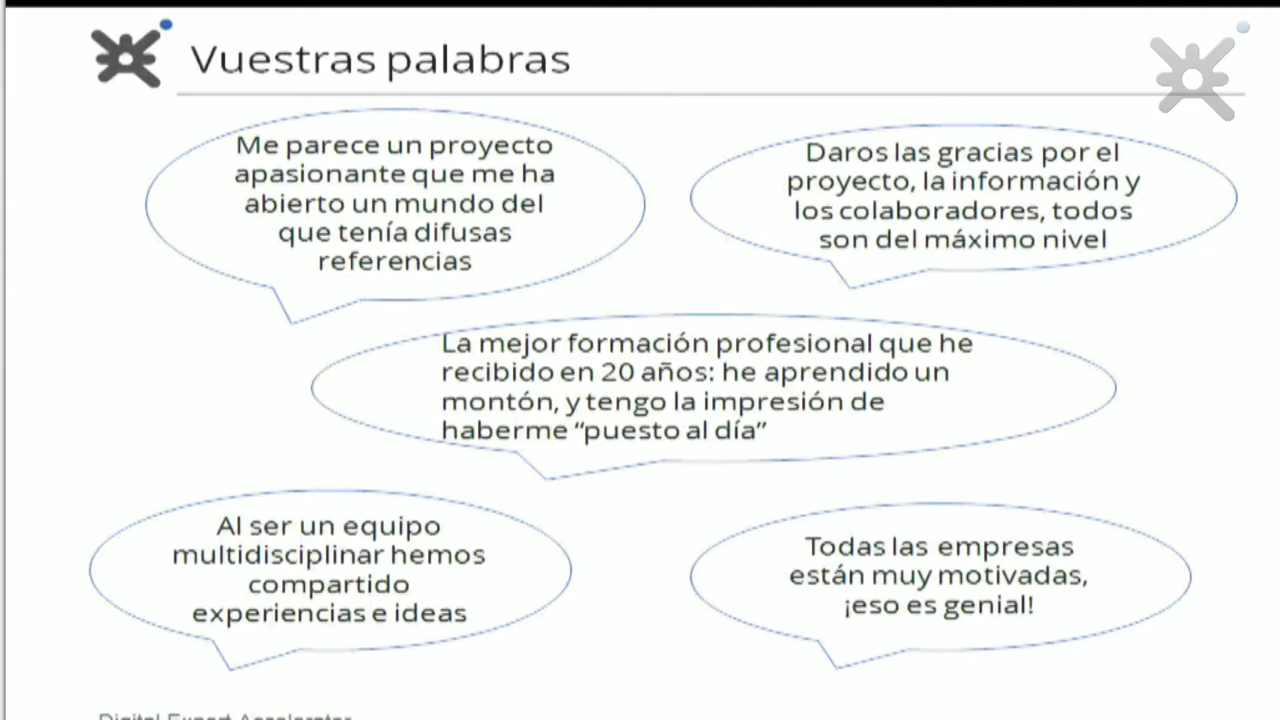 Vuestras palabras
Me parece un proyecto
apasionante que me ha
abierto un mundo del
que tenía difusas
referencias
Daros las gracias por el
proyecto, la información y
los colaboradores, todos
son del máximo nivel
La mejor formación profesional que he
recibido en 20 años: he aprendido un
montón, y tengo la impresión de
haberme “puesto al día”
Al ser un equipo
multidisciplinar hemos
compartido
experiencias e ideas
Todas las empresas
están muy motivadas,
¡eso es genial!
Digital Expert Accelerator